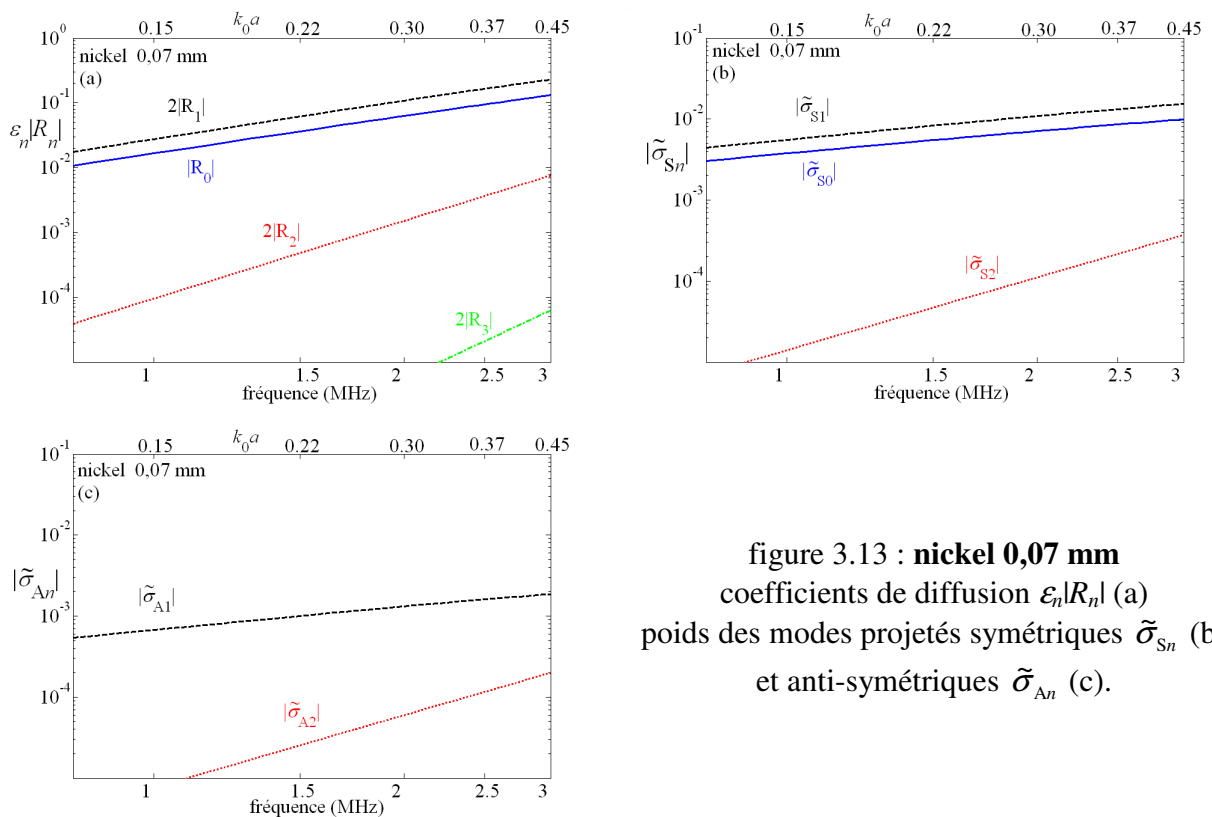 0.15 k₀a 0.22 0.30 0.37 0.45
10⁰
nickel 0,07 mm
(a)
10⁻¹
2|R₁|
εₙ|Rₙ|
10⁻²
|R₀|
10⁻³
2|R₂|
10⁻⁴
2|R₃|
1 1.5 2 2.5 3
fréquence (MHz)
0.15 k₀a 0.22 0.30 0.37 0.45
10⁻¹
nickel 0,07 mm
(b)
|σ̃S1|
10⁻²
|σ̃Sn|
|σ̃S0|
10⁻³
|σ̃S2|
10⁻⁴
1 1.5 2 2.5 3
fréquence (MHz)
0.15 k₀a 0.22 0.30 0.37 0.45
10⁻¹
nickel 0,07 mm
(c)
10⁻²
|σ̃An|
|σ̃A1|
10⁻³
10⁻⁴
|σ̃A2|
1 1.5 2 2.5 3
fréquence (MHz)
figure 3.13 : nickel 0,07 mm
coefficients de diffusion εₙ|Rₙ| (a)
poids des modes projetés symétriques σ̃Sn (b
et anti-symétriques σ̃An (c).